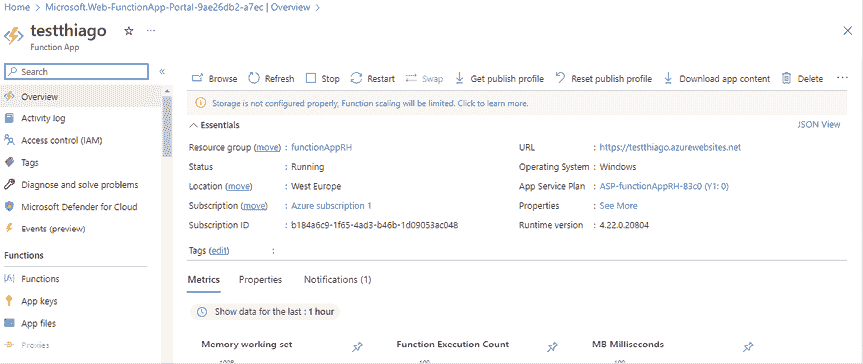 Home > Microsoft.Web-FunctionApp-Portal-9ae26db2-a7ec | Overview >
testthiago
Function App
Search
Overview
Activity log
Access control (IAM)
Tags
Diagnose and solve problems
Microsoft Defender for Cloud
Events (preview)
Functions
Functions
App keys
App files
Proxies
Browse Refresh Stop Restart Swap Get publish profile Reset publish profile Download app content Delete
Storage is not configured properly, Function scaling will be limited. Click to learn more.
Essentials JSON View
Resource group (move) : functionAppRH
Status : Running
Location (move) : West Europe
Subscription (move) : Azure subscription 1
Subscription ID : b184a6c9-1f65-4ad3-b46b-1d09053ac048
URL : https://testthiago.azurewebsites.net
Operating System : Windows
App Service Plan : ASP-functionAppRH-83c0 (Y1: 0)
Properties : See More
Runtime version : 4.22.0.20804
Tags (edit) :
Metrics Properties Notifications (1)
Show data for the last : 1 hour
Memory working set Function Execution Count MB Milliseconds
100B 100 100